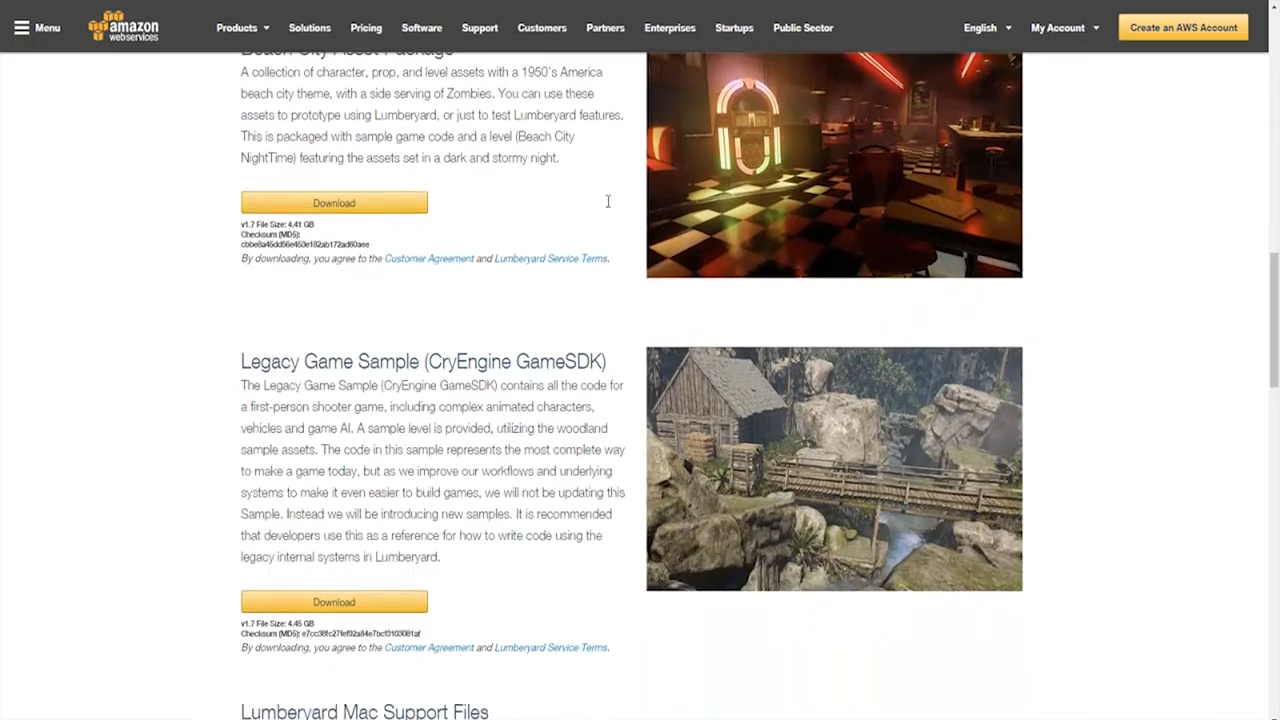 Menu
amazon
web services
Products
Solutions
Pricing
Software
Support
Customers
Partners
Enterprises
Startups
Public Sector
English
My Account
Create an AWS Account
Beach City Asset Package
A collection of character, prop, and level assets with a 1950's America
beach city theme, with a side serving of Zombies. You can use these
assets to prototype using Lumberyard, or just to test Lumberyard features.
This is packaged with sample game code and a level (Beach City
NightTime) featuring the assets set in a dark and stormy night.
Download
v1.7 File Size: 4.41 GB
Checksum (MD5):
By downloading, you agree to the Customer Agreement and Lumberyard Service Terms.
Legacy Game Sample (CryEngine GameSDK)
The Legacy Game Sample (CryEngine GameSDK) contains all the code for
a first-person shooter game, including complex animated characters,
vehicles and game AI. A sample level is provided, utilizing the woodland
sample assets. The code in this sample represents the most complete way
to make a game today, but as we improve our workflows and underlying
systems to make it even easier to build games, we will not be updating this
Sample. Instead we will be introducing new samples. It is recommended
that developers use this as a reference for how to write code using the
legacy internal systems in Lumberyard.
Download
v1.7 File Size: 4.45 GB
Checksum (MD5):
By downloading, you agree to the Customer Agreement and Lumberyard Service Terms.
Lumberyard Mac Support Files